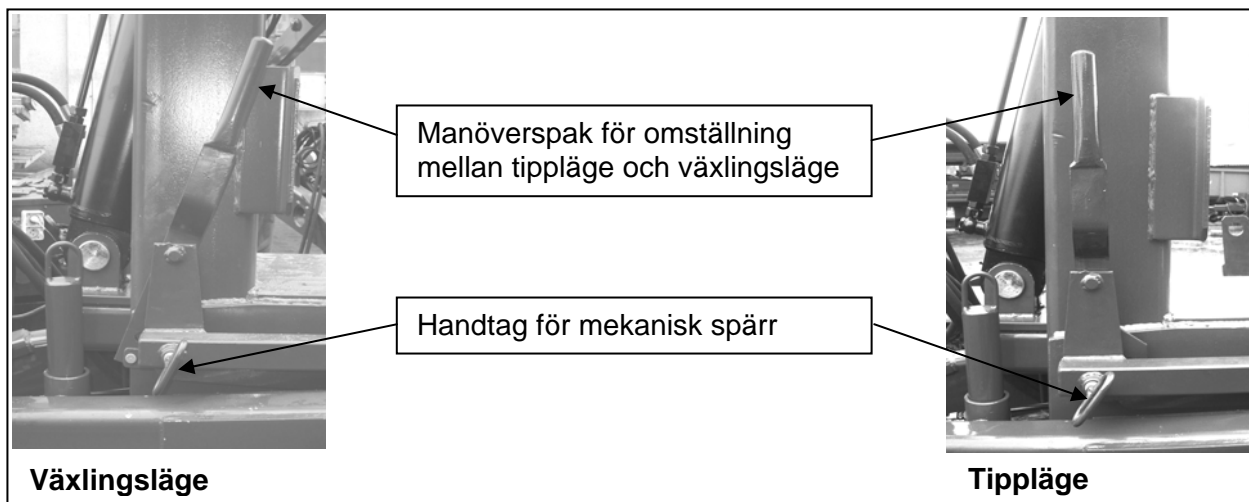 Manöverspak för omställning
mellan tippläge och växlingsläge
Handtag för mekanisk spärr
Växlingsläge
Tippläge